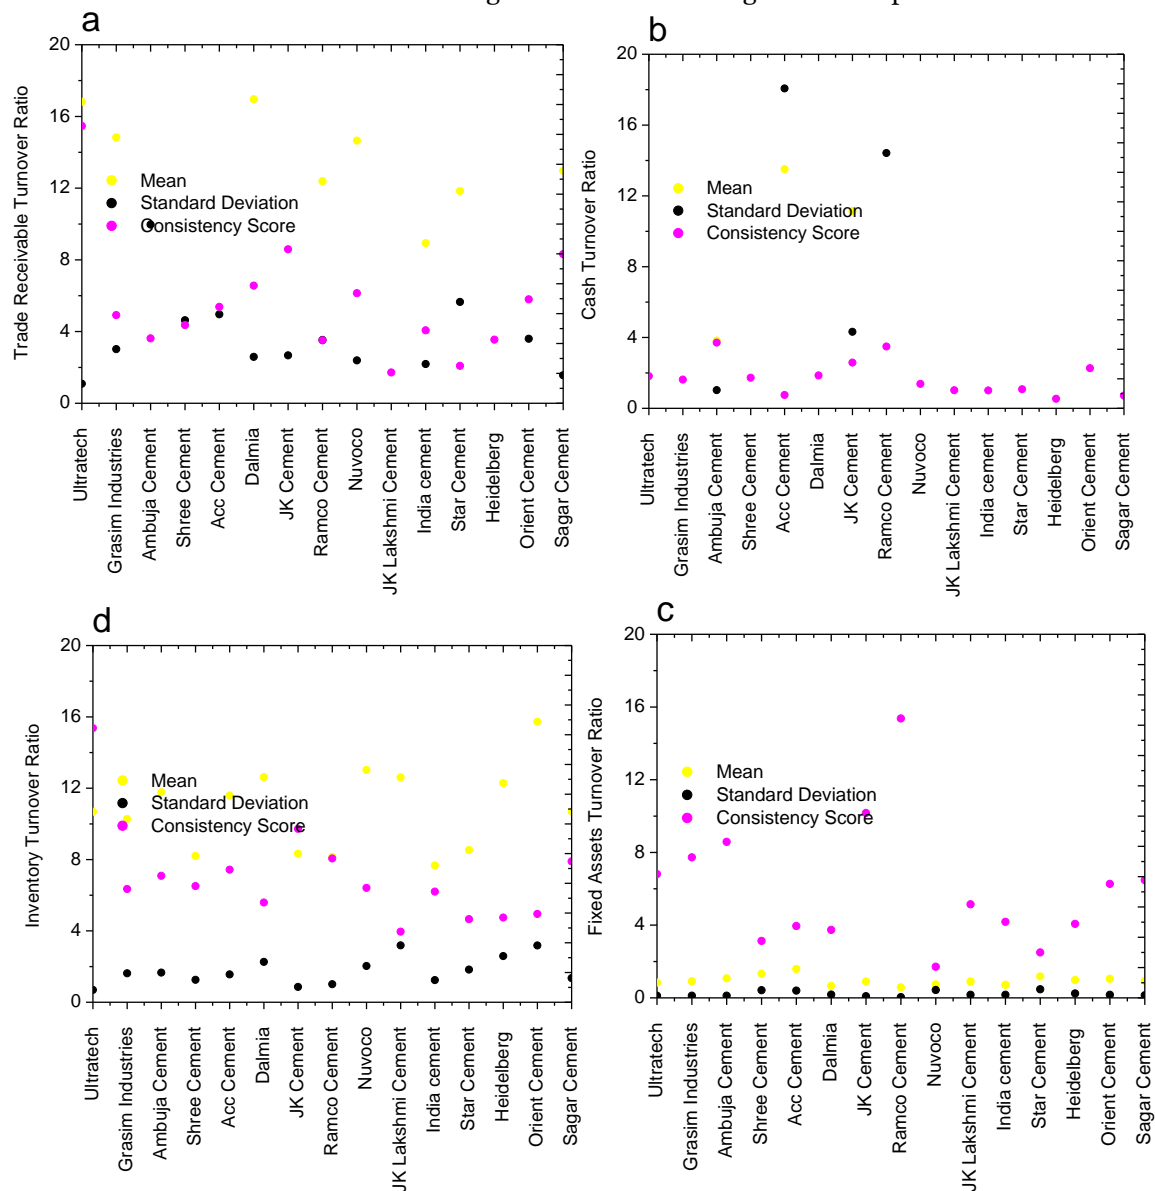 a
20
16
12
8
4
0
Trade Receivable Turnover Ratio
Mean
Standard Deviation
Consistency Score
Ultratech
Grasim Industries
Ambuja Cement
Shree Cement
Acc Cement
Dalmia
JK Cement
Ramco Cement
Nuvoco
JK Lakshmi Cement
India cement
Star Cement
Heidelberg
Orient Cement
Sagar Cement
b
20
16
12
8
4
0
Cash Turnover Ratio
Mean
Standard Deviation
Consistency Score
Ultratech
Grasim Industries
Ambuja Cement
Shree Cement
Acc Cement
Dalmia
JK Cement
Ramco Cement
Nuvoco
JK Lakshmi Cement
India cement
Star Cement
Heidelberg
Orient Cement
Sagar Cement
d
20
16
12
8
4
0
Inventory Turnover Ratio
Mean
Standard Deviation
Consistency Score
Ultratech
Grasim Industries
Ambuja Cement
Shree Cement
Acc Cement
Dalmia
JK Cement
Ramco Cement
Nuvoco
JK Lakshmi Cement
India cement
Star Cement
Heidelberg
Orient Cement
Sagar Cement
c
20
16
12
8
4
0
Fixed Assets Turnover Ratio
Mean
Standard Deviation
Consistency Score
Ultratech
Grasim Industries
Ambuja Cement
Shree Cement
Acc Cement
Dalmia
JK Cement
Ramco Cement
Nuvoco
JK Lakshmi Cement
India cement
Star Cement
Heidelberg
Orient Cement
Sagar Cement